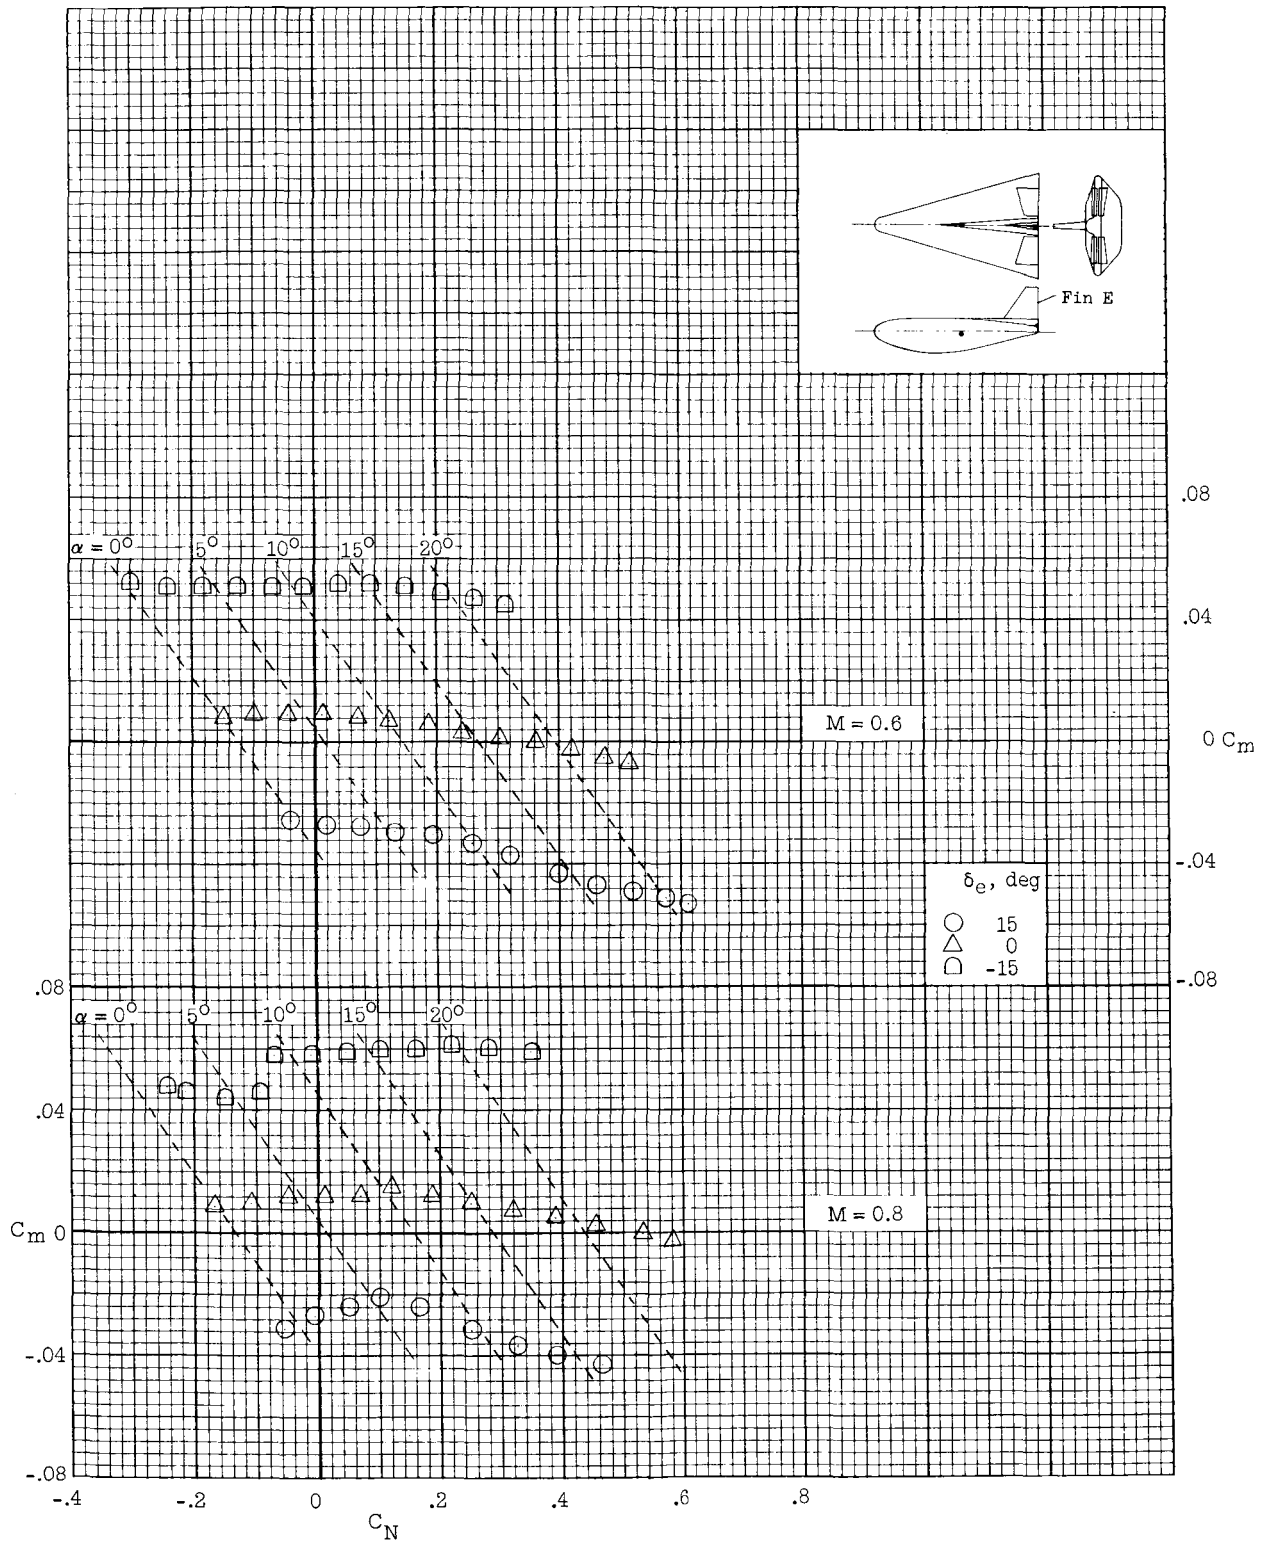 Fin E
.08
α = 0° 5° 10° 15° 20°
.04
M = 0.6
0 Cm
-.04
δe, deg
15
0
-15
.08
-.08
α = 0° 5° 10° 15° 20°
.04
M = 0.8
Cm 0
-.04
-.08
-.4 -.2 0 .2 .4 .6 .8
CN